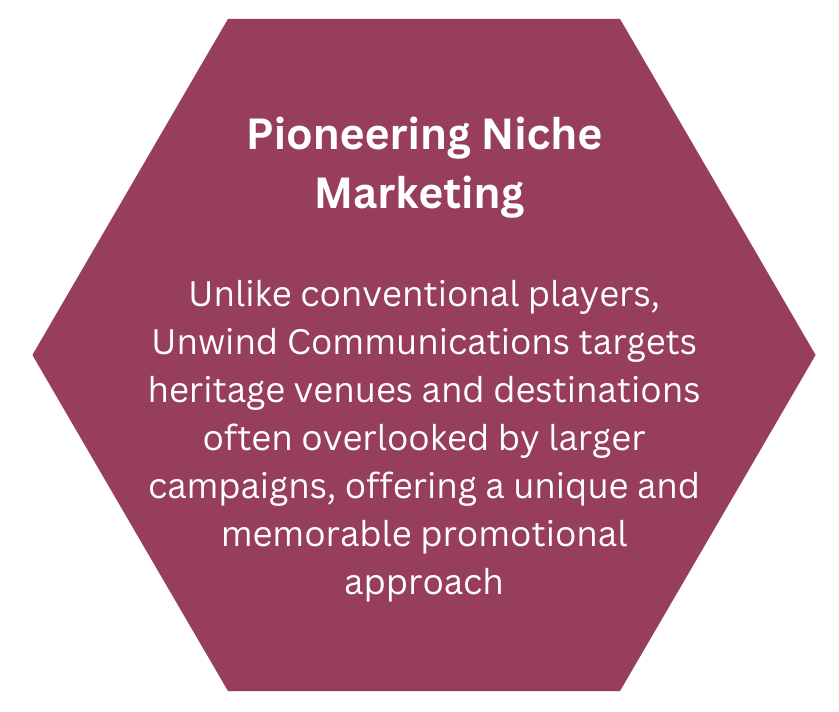 Pioneering Niche
Marketing
Unlike conventional players,
Unwind Communications targets
heritage venues and destinations
often overlooked by larger
campaigns, offering a unique and
memorable promotional
approach